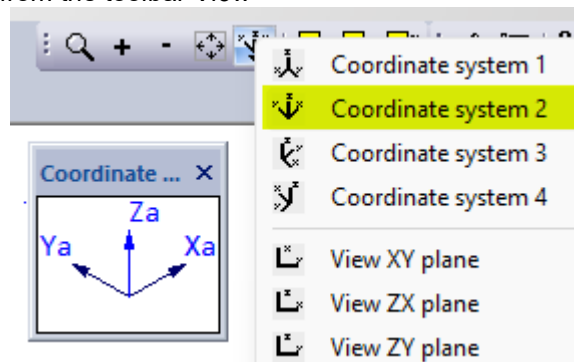 from the toolbar View
Coordinate system 1
Coordinate system 2
Coordinate system 3
Coordinate system 4
View XY plane
View ZX plane
View ZY plane
Coordinate ...
Za
Ya
Xa